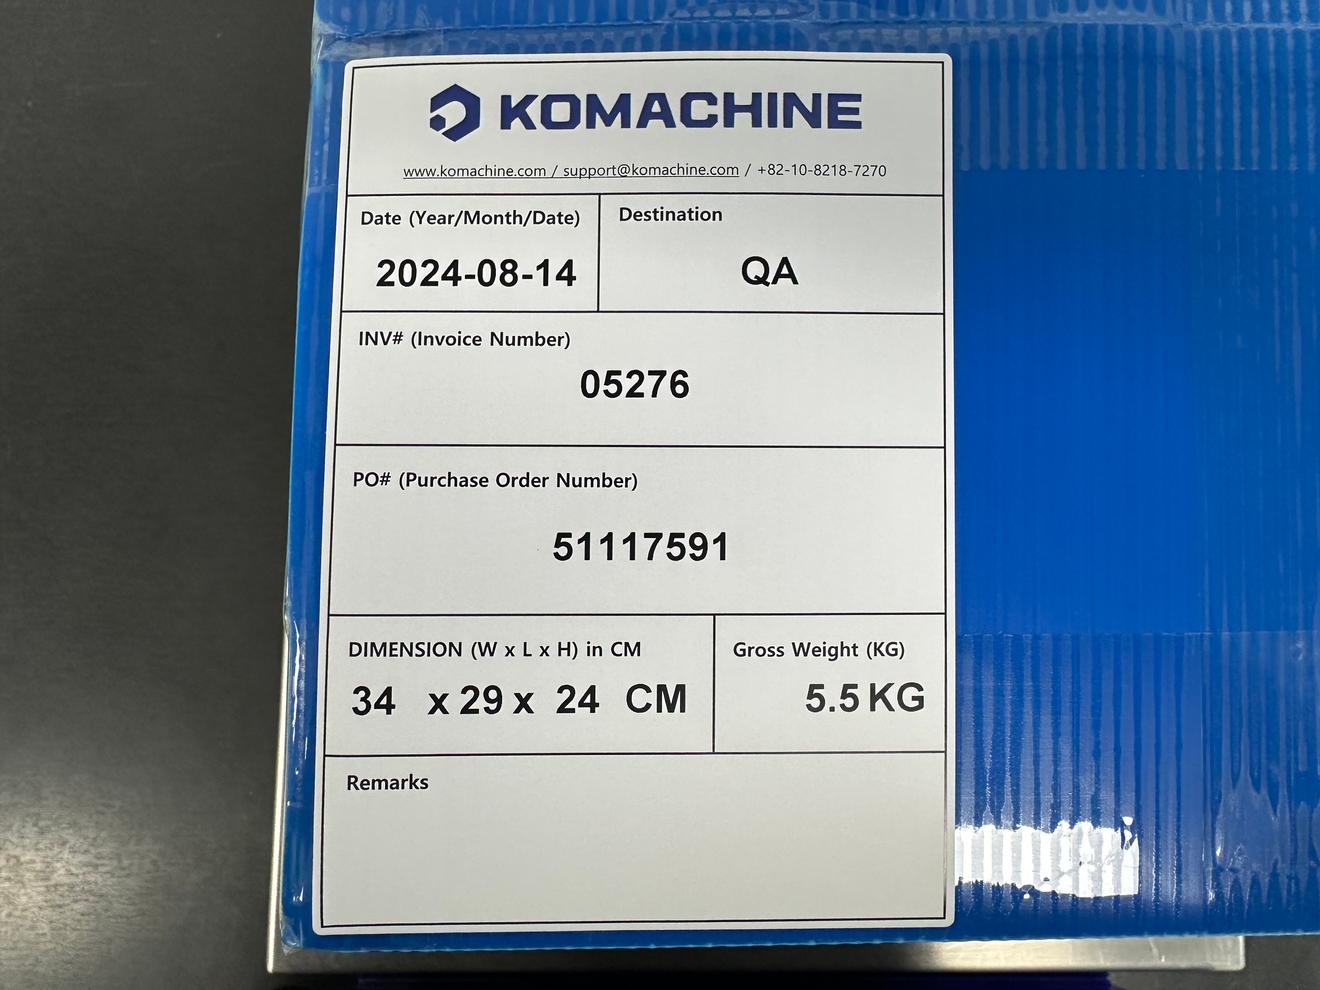 KOMACHINE
www.komachine.com / support@komachine.com / +82-10-8218-7270
Date (Year/Month/Date)
2024-08-14
Destination
QA
INV# (Invoice Number)
05276
PO# (Purchase Order Number)
51117591
DIMENSION (W x L x H) in CM
34 x 29 x 24 CM
Gross Weight (KG)
5.5 KG
Remarks